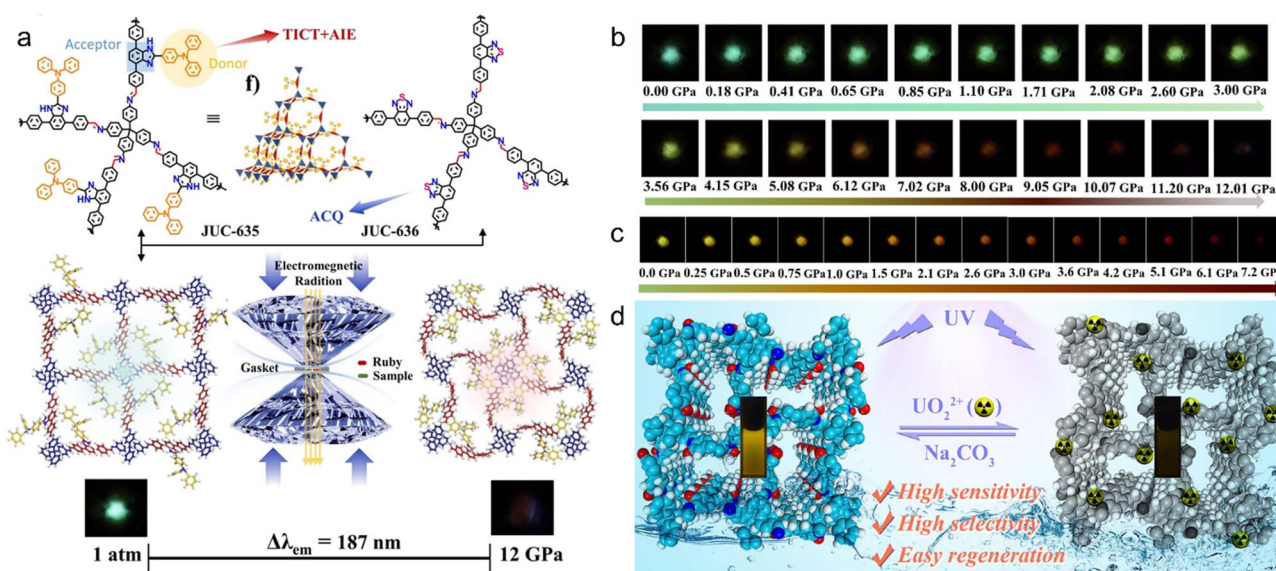 a
TICT+AIE
Acceptor
Donor
f)
≡
ACQ
JUC-635
JUC-636
Electromagnetic
Radition
Gasket
Ruby
Sample
1 atm
Δλem = 187 nm
12 GPa
b
0.00 GPa 0.18 GPa 0.41 GPa 0.65 GPa 0.85 GPa 1.10 GPa 1.71 GPa 2.08 GPa 2.60 GPa 3.00 GPa
3.56 GPa 4.15 GPa 5.08 GPa 6.12 GPa 7.02 GPa 8.00 GPa 9.05 GPa 10.07 GPa 11.20 GPa 12.01 GPa
c
0.0 GPa 0.25 GPa 0.5 GPa 0.75 GPa 1.0 GPa 1.5 GPa 2.1 GPa 2.6 GPa 3.0 GPa 3.6 GPa 4.2 GPa 5.1 GPa 6.1 GPa 7.2 GPa
d
UV
UO₂²⁺ (☢)
Na₂CO₃
✓ High sensitivity
✓ High selectivity
✓ Easy regeneration